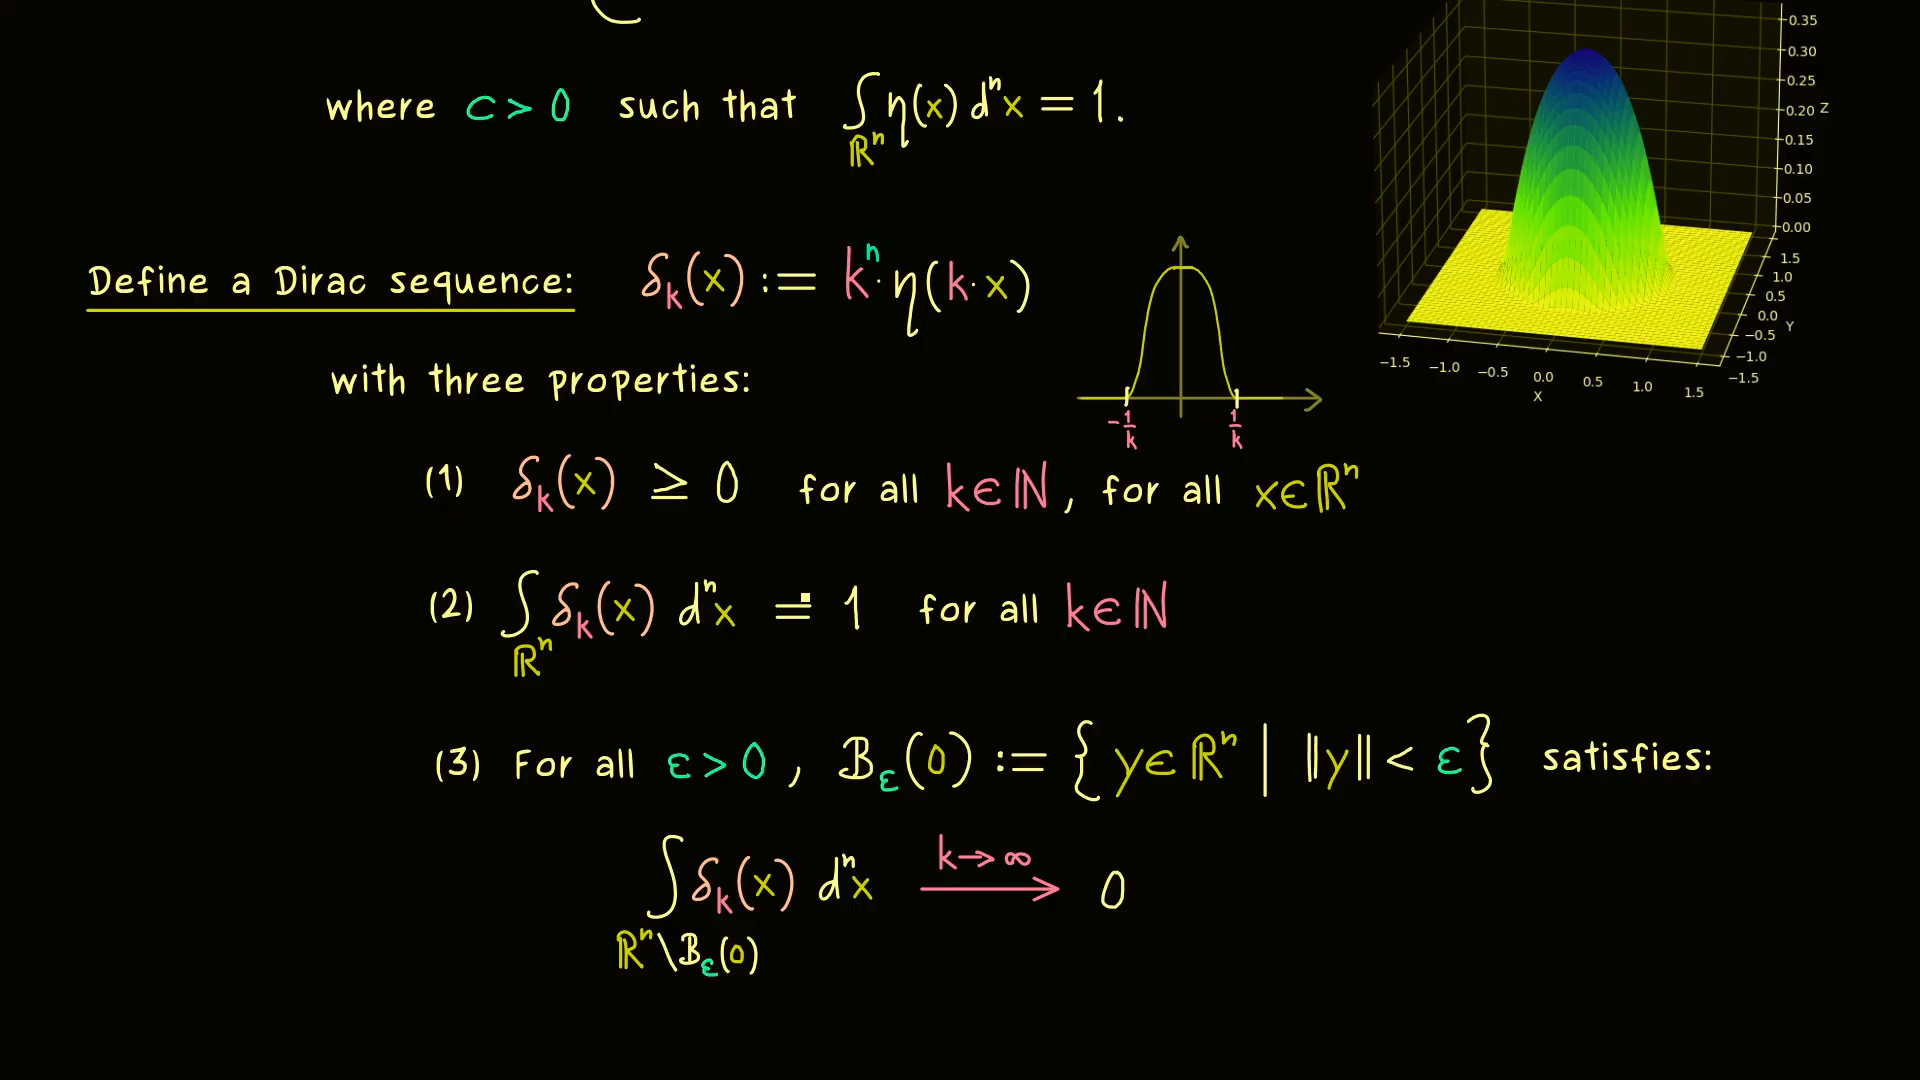 where c > 0 such that ∫_{ℝⁿ} η(x) dⁿx = 1.
Define a Dirac sequence: δ_k(x) := kⁿ · η(k·x)
with three properties:
-1/k 1/k
(1) δ_k(x) ≥ 0 for all k∈ℕ, for all x∈ℝⁿ
(2) ∫_{ℝⁿ} δ_k(x) dⁿx = 1 for all k∈ℕ
(3) For all ε>0, B_ε(0) := { y∈ℝⁿ | ‖y‖ < ε } satisfies:
∫_{ℝⁿ\B_ε(0)} δ_k(x) dⁿx →^{k→∞} 0
0.35
0.30
0.25
0.20 Z
0.15
0.10
0.05
0.00
1.5
1.0
0.5
0.0
−0.5 Y
−1.0
−1.5
−1.5 −1.0 −0.5 0.0 0.5 1.0 1.5
X